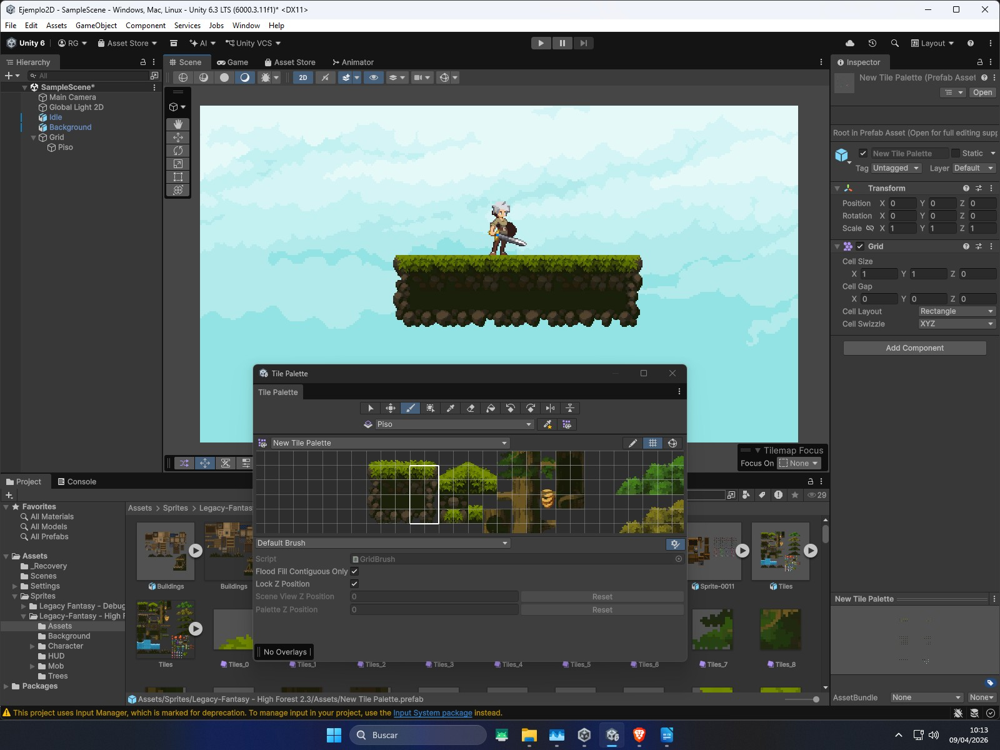 Ejemplo2D - SampleScene - Windows, Mac, Linux - Unity 6.3 LTS (6000.3.11f1)* <DX11>
File Edit Assets GameObject Component Services Jobs Window Help
Unity 6 RG Asset Store AI Unity VCS Layout
Hierarchy Scene Game Asset Store Animator Inspector
All 2D
SampleScene*
Main Camera
Global Light 2D
Idle
Background
Grid
Piso
New Tile Palette (Prefab Asset
Open
Root in Prefab Asset (Open for full editing supp
New Tile Palette Static
Tag Untagged Layer Default
Transform
Position X 0 Y 0 Z 0
Rotation X 0 Y 0 Z 0
Scale X 1 Y 1 Z 1
Grid
Cell Size
X 1 Y 1 Z 0
Cell Gap
X 0 Y 0 Z 0
Cell Layout Rectangle
Cell Swizzle XYZ
Add Component
Tile Palette
Tile Palette
Piso
New Tile Palette
Tilemap Focus
Focus On None
Default Brush
Script GridBrush
Flood Fill Contiguous Only
Lock Z Position
Scene View Z Position 0 Reset
Palette Z Position 0 Reset
No Overlays
Project Console
29
Favorites
All Materials
All Models
All Prefabs
Assets
_Recovery
Scenes
Settings
Sprites
Legacy Fantasy - Debug
Legacy-Fantasy - High F
Assets
Background
Character
HUD
Mob
Trees
Packages
Assets > Sprites > Legacy-Fantas
Buildings Buildings Sprite-0011 Tiles
Tiles Tiles_0 Tiles_1 Tiles_2 Tiles_3 Tiles_4 Tiles_5 Tiles_6 Tiles_7 Tiles_8
Assets/Sprites/Legacy-Fantasy - High Forest 2.3/Assets/New Tile Palette.prefab
New Tile Palette
AssetBundle None None
This project uses Input Manager, which is marked for deprecation. To manage input in your project, use the Input System package instead.
Buscar
10:13
09/04/2026